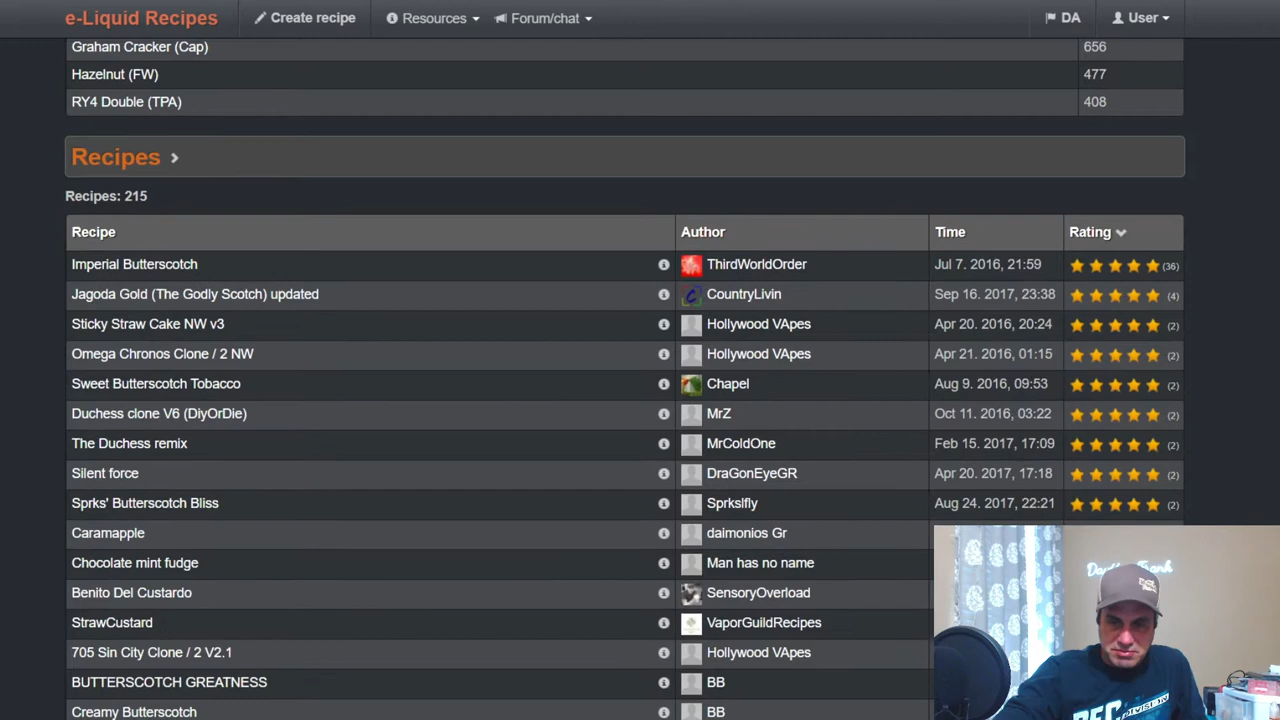 e-Liquid Recipes Create recipe Resources Forum/chat DA User
Graham Cracker (Cap) 656
Hazelnut (FW) 477
RY4 Double (TPA) 408
Recipes
Recipes: 215
Recipe Author Time Rating
Imperial Butterscotch ThirdWorldOrder Jul 7. 2016, 21:59 (36)
Jagoda Gold (The Godly Scotch) updated CountryLivin Sep 16. 2017, 23:38 (4)
Sticky Straw Cake NW v3 Hollywood VApes Apr 20. 2016, 20:24 (2)
Omega Chronos Clone / 2 NW Hollywood VApes Apr 21. 2016, 01:15 (2)
Sweet Butterscotch Tobacco Chapel Aug 9. 2016, 09:53 (2)
Duchess clone V6 (DiyOrDie) MrZ Oct 11. 2016, 03:22 (2)
The Duchess remix MrColdOne Feb 15. 2017, 17:09 (2)
Silent force DraGonEyeGR Apr 20. 2017, 17:18 (2)
Sprks' Butterscotch Bliss Sprkslfly Aug 24. 2017, 22:21 (2)
Caramapple daimonios Gr
Chocolate mint fudge Man has no name
Benito Del Custardo SensoryOverload
StrawCustard VaporGuildRecipes
705 Sin City Clone / 2 V2.1 Hollywood VApes
BUTTERSCOTCH GREATNESS BB
Creamy Butterscotch BB
DIVISION